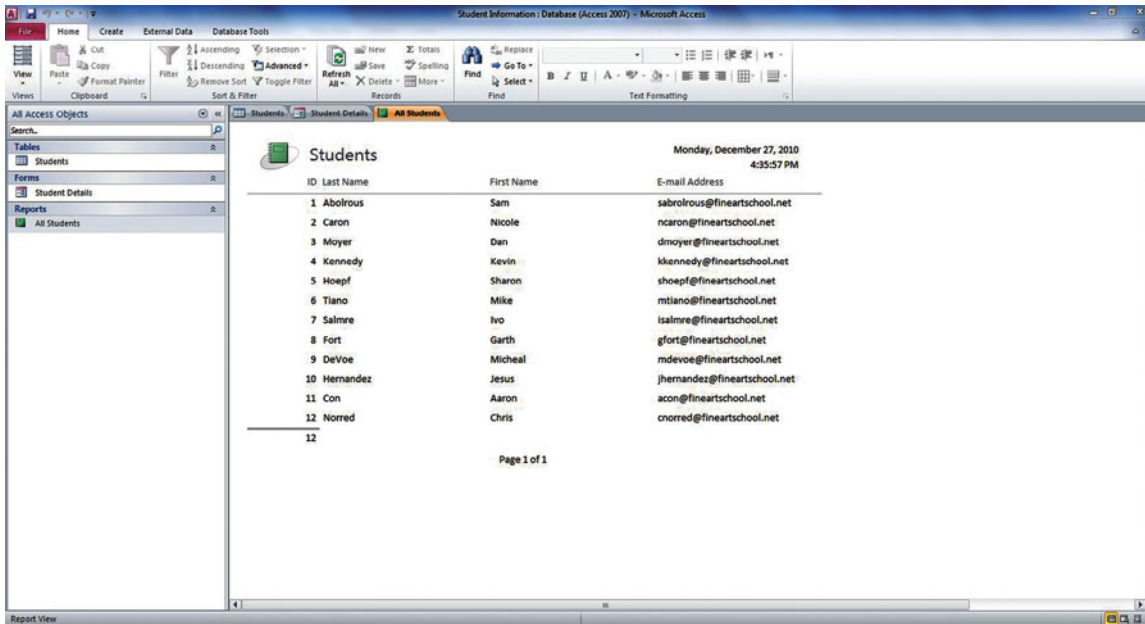 Student Information : Database (Access 2007) - Microsoft Access
File Home Create External Data Database Tools
View
Views
Paste
Cut
Copy
Format Painter
Clipboard
Filter
Ascending
Descending
Remove Sort
Selection
Advanced
Toggle Filter
Sort & Filter
Refresh
All
New
Save
Delete
Totals
Spelling
More
Records
Find
Replace
Go To
Select
Find
B I U A
Text Formatting
All Access Objects
Search..
Tables
Students
Forms
Student Details
Reports
All Students
Students Student Details All Students
Students
Monday, December 27, 2010
4:35:57 PM
ID Last Name First Name E-mail Address
1 Abolrous Sam sabrolrous@fineartschool.net
2 Caron Nicole ncaron@fineartschool.net
3 Moyer Dan dmoyer@fineartschool.net
4 Kennedy Kevin kkennedy@fineartschool.net
5 Hoepf Sharon shoepf@fineartschool.net
6 Tiano Mike mtiano@fineartschool.net
7 Salmre Ivo isalmre@fineartschool.net
8 Fort Garth gfort@fineartschool.net
9 DeVoe Micheal mdevoe@fineartschool.net
10 Hernandez Jesus jhernandez@fineartschool.net
11 Con Aaron acon@fineartschool.net
12 Norred Chris cnorred@fineartschool.net
12
Page 1 of 1
Report View